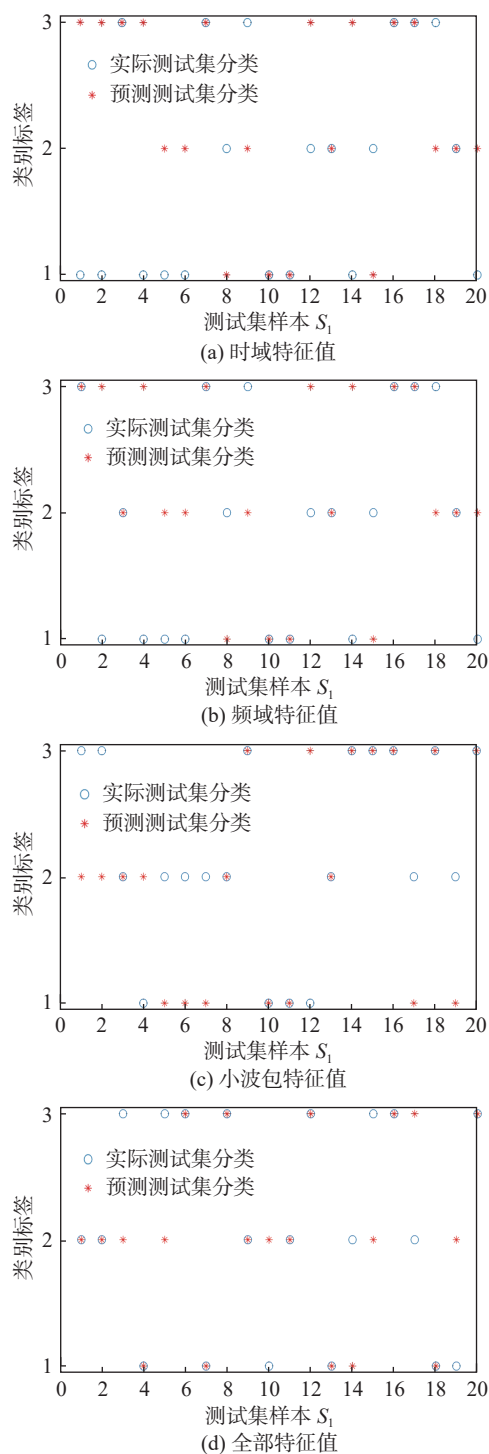 3
实际测试集分类
预测测试集分类
类别标签
2
1
0 2 4 6 8 10 12 14 16 18 20
测试集样本 S₁
(a) 时域特征值
3
实际测试集分类
预测测试集分类
类别标签
2
1
0 2 4 6 8 10 12 14 16 18 20
测试集样本 S₁
(b) 频域特征值
3
实际测试集分类
预测测试集分类
类别标签
2
1
0 2 4 6 8 10 12 14 16 18 20
测试集样本 S₁
(c) 小波包特征值
3
实际测试集分类
预测测试集分类
类别标签
2
1
0 2 4 6 8 10 12 14 16 18 20
测试集样本 S₁
(d) 全部特征值